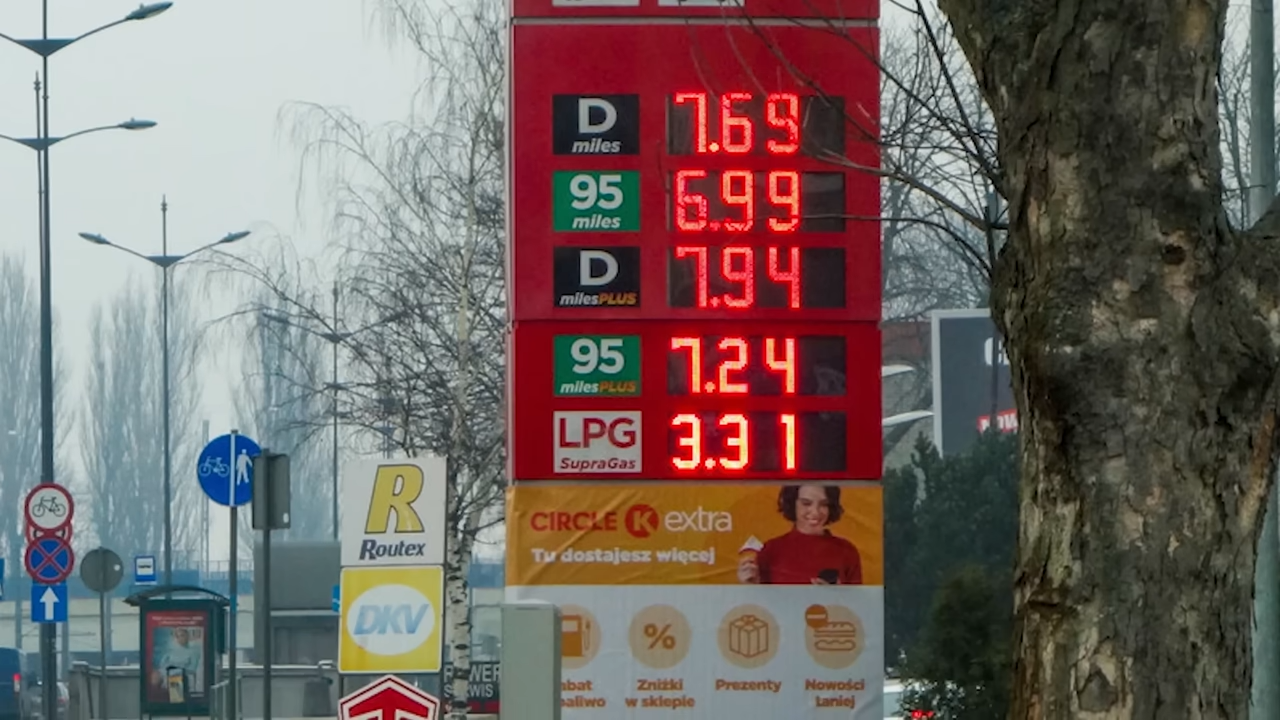 D
miles
7.69
95
miles
6.99
D
milesPLUS
7.94
95
milesPLUS
7.24
LPG
SupraGas
3.31
CIRCLE K extra
Tu dostajesz więcej
%
Zniżki
w sklepie
Prezenty
Nowości
taniej
R
Routex
DKV